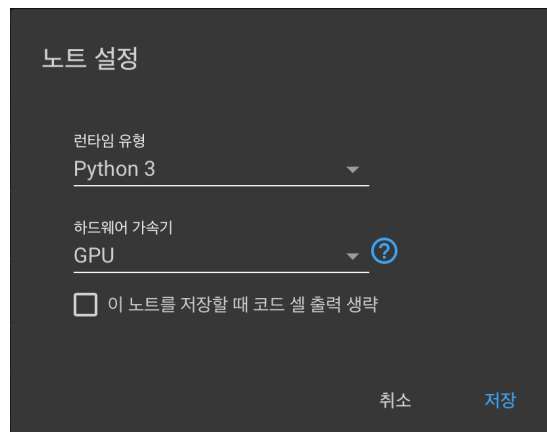 노트 설정
런타임 유형
Python 3
하드웨어 가속기
GPU
?
이 노트를 저장할 때 코드 셀 출력 생략
취소 저장